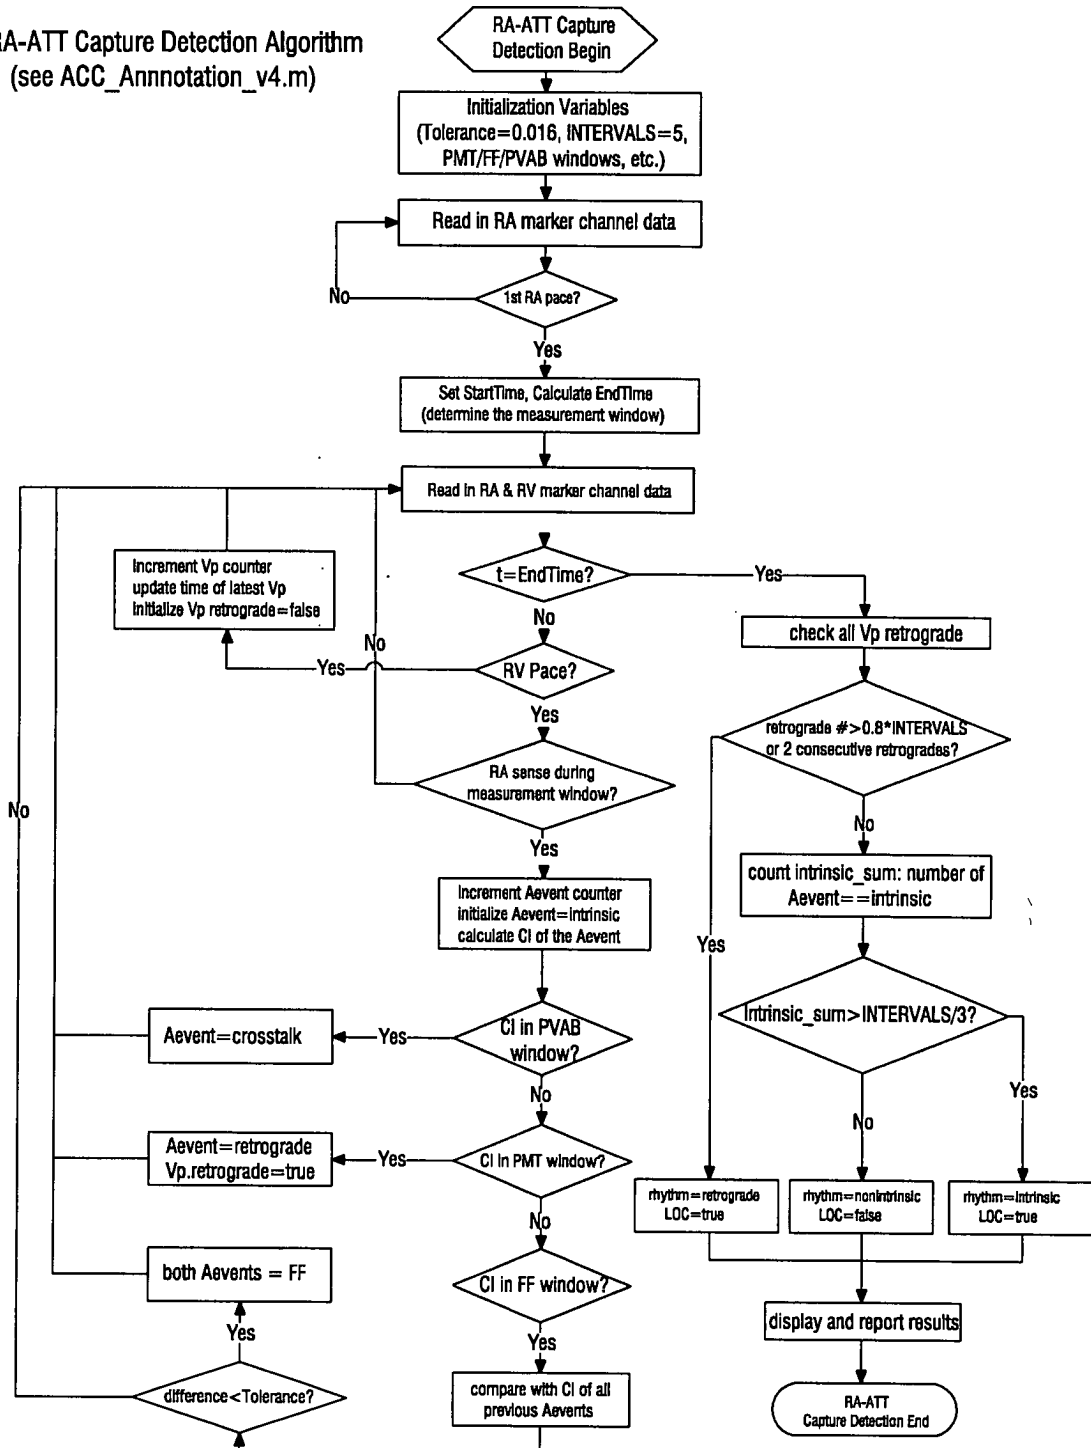 RA-ATT Capture Detection Algorithm
(see ACC_Annnotation_v4.m)
RA-ATT Capture
Detection Begin
Initialization Variables
(Tolerance=0.016, INTERVALS=5,
PMT/FF/PVAB windows, etc.)
Read in RA marker channel data
1st RA pace?
No
Yes
Set StartTime, Calculate EndTime
(determine the measurement window)
Read in RA & RV marker channel data
t=EndTime?
Yes
No
Increment Vp counter
update time of latest Vp
initialize Vp retrograde=false
RV Pace?
Yes
Yes
No
RA sense during
measurement window?
Yes
No
Increment Aevent counter
initialize Aevent=intrinsic
calculate CI of the Aevent
CI in PVAB
window?
Yes
Aevent=crosstalk
No
CI in PMT window?
Yes
Aevent=retrograde
Vp.retrograde=true
No
CI in FF window?
Yes
compare with CI of all
previous Aevents
difference<Tolerance?
Yes
both Aevents = FF
check all Vp retrograde
retrograde #>0.8*INTERVALS
or 2 consecutive retrogrades?
No
Yes
count intrinsic_sum: number of
Aevent==intrinsic
Intrinsic_sum>INTERVALS/3?
Yes
No
rhythm=retrograde
LOC=true
rhythm=nonintrinsic
LOC=false
rhythm=intrinsic
LOC=true
display and report results
RA-ATT
Capture Detection End